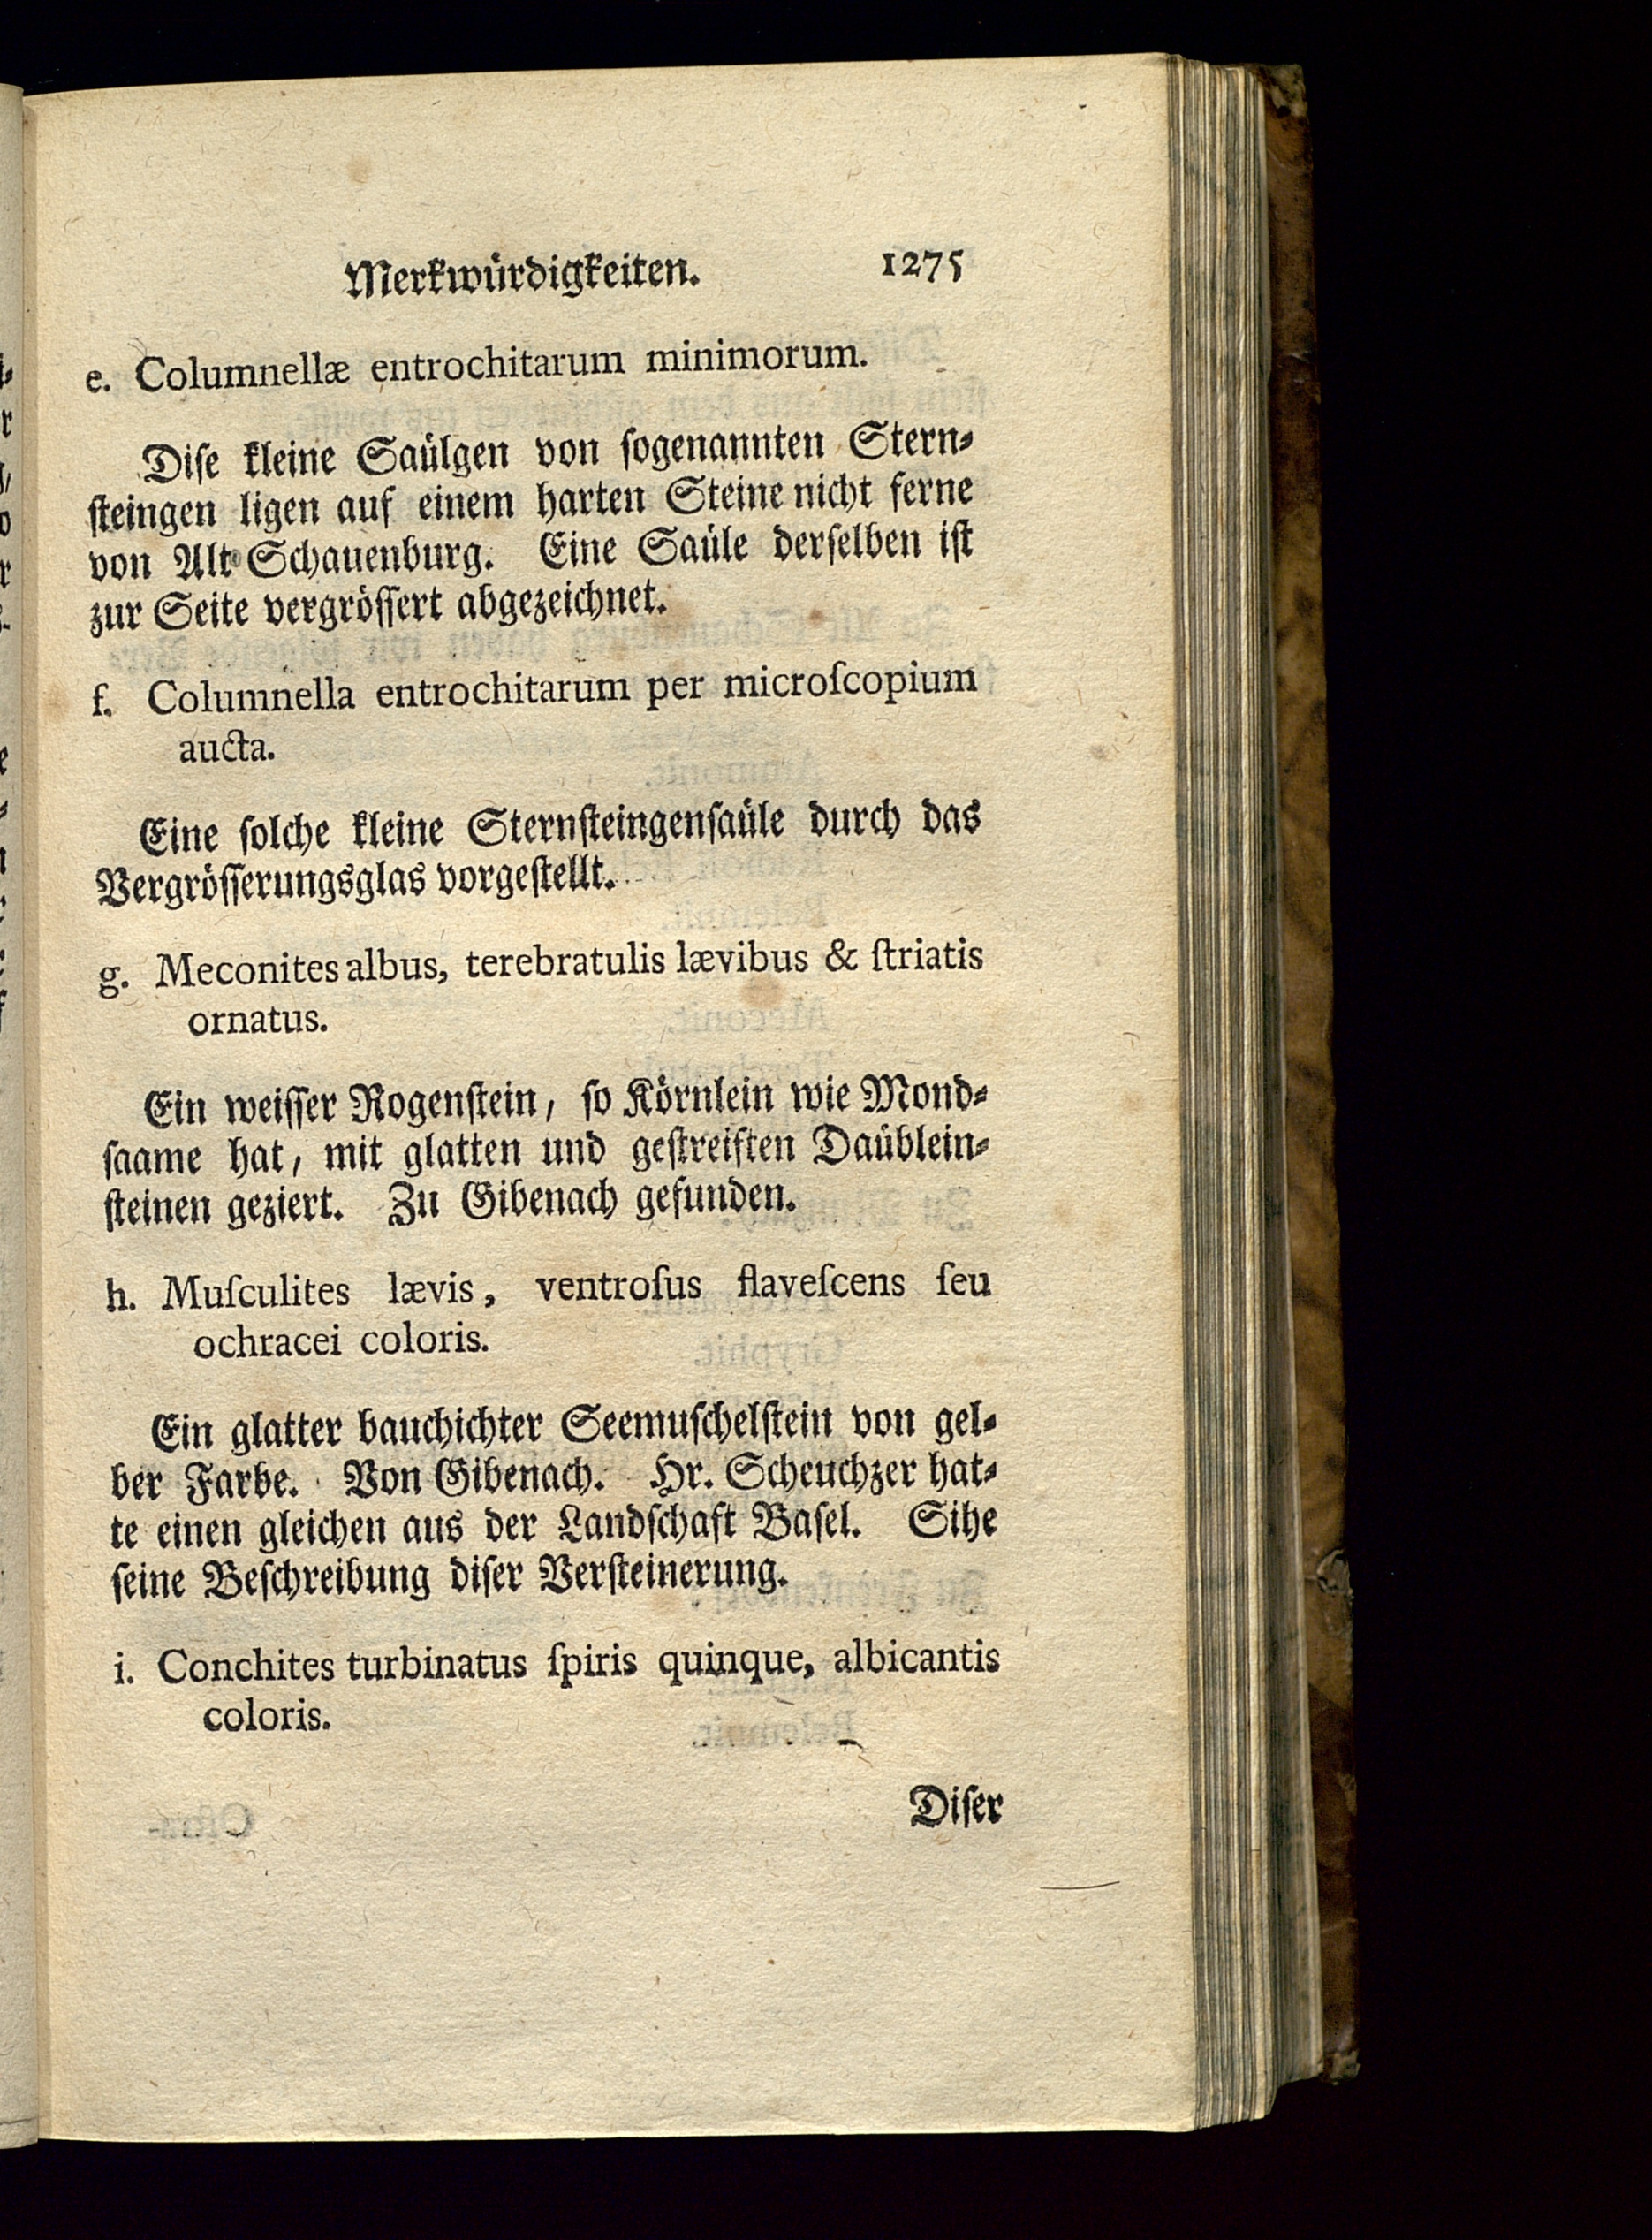 Merkwürdigkeiten. 1275
e. Columnellæ entrochitarum minimorum.
Dise kleine Saülgen von sogenannten Stern⸗
steingen ligen auf einem harten Steine nicht ferne
von Alt⸗Schauenburg. Eine Saüle derselben ist
zur Seite vergrössert abgezeichnet.
f. Columnella entrochitarum per microſcopium
aucta.
Eine solche kleine Sternsteingensaüle durch das
Vergrösserungsglas vorgestellt.
g. Meconites albus, terebratulis lævibus & ſtriatis
ornatus.
Ein weisser Rogenstein, so Körnlein wie Mond⸗
saame hat, mit glatten und gestreiften Daüblein⸗
steinen geziert. Zu Gibenach gefunden.
h. Muſculites lævis, ventroſus flaveſcens ſeu
ochracei coloris.
Ein glatter bauchichter Seemuschelstein von gel⸗
ber Farbe. Von Gibenach. Hr. Scheuchzer hat⸗
te einen gleichen aus der Landschaft Basel. Sihe
seine Beschreibung diser Versteinerung.
i. Conchites turbinatus ſpiris quinque, albicantis
coloris.
Diser